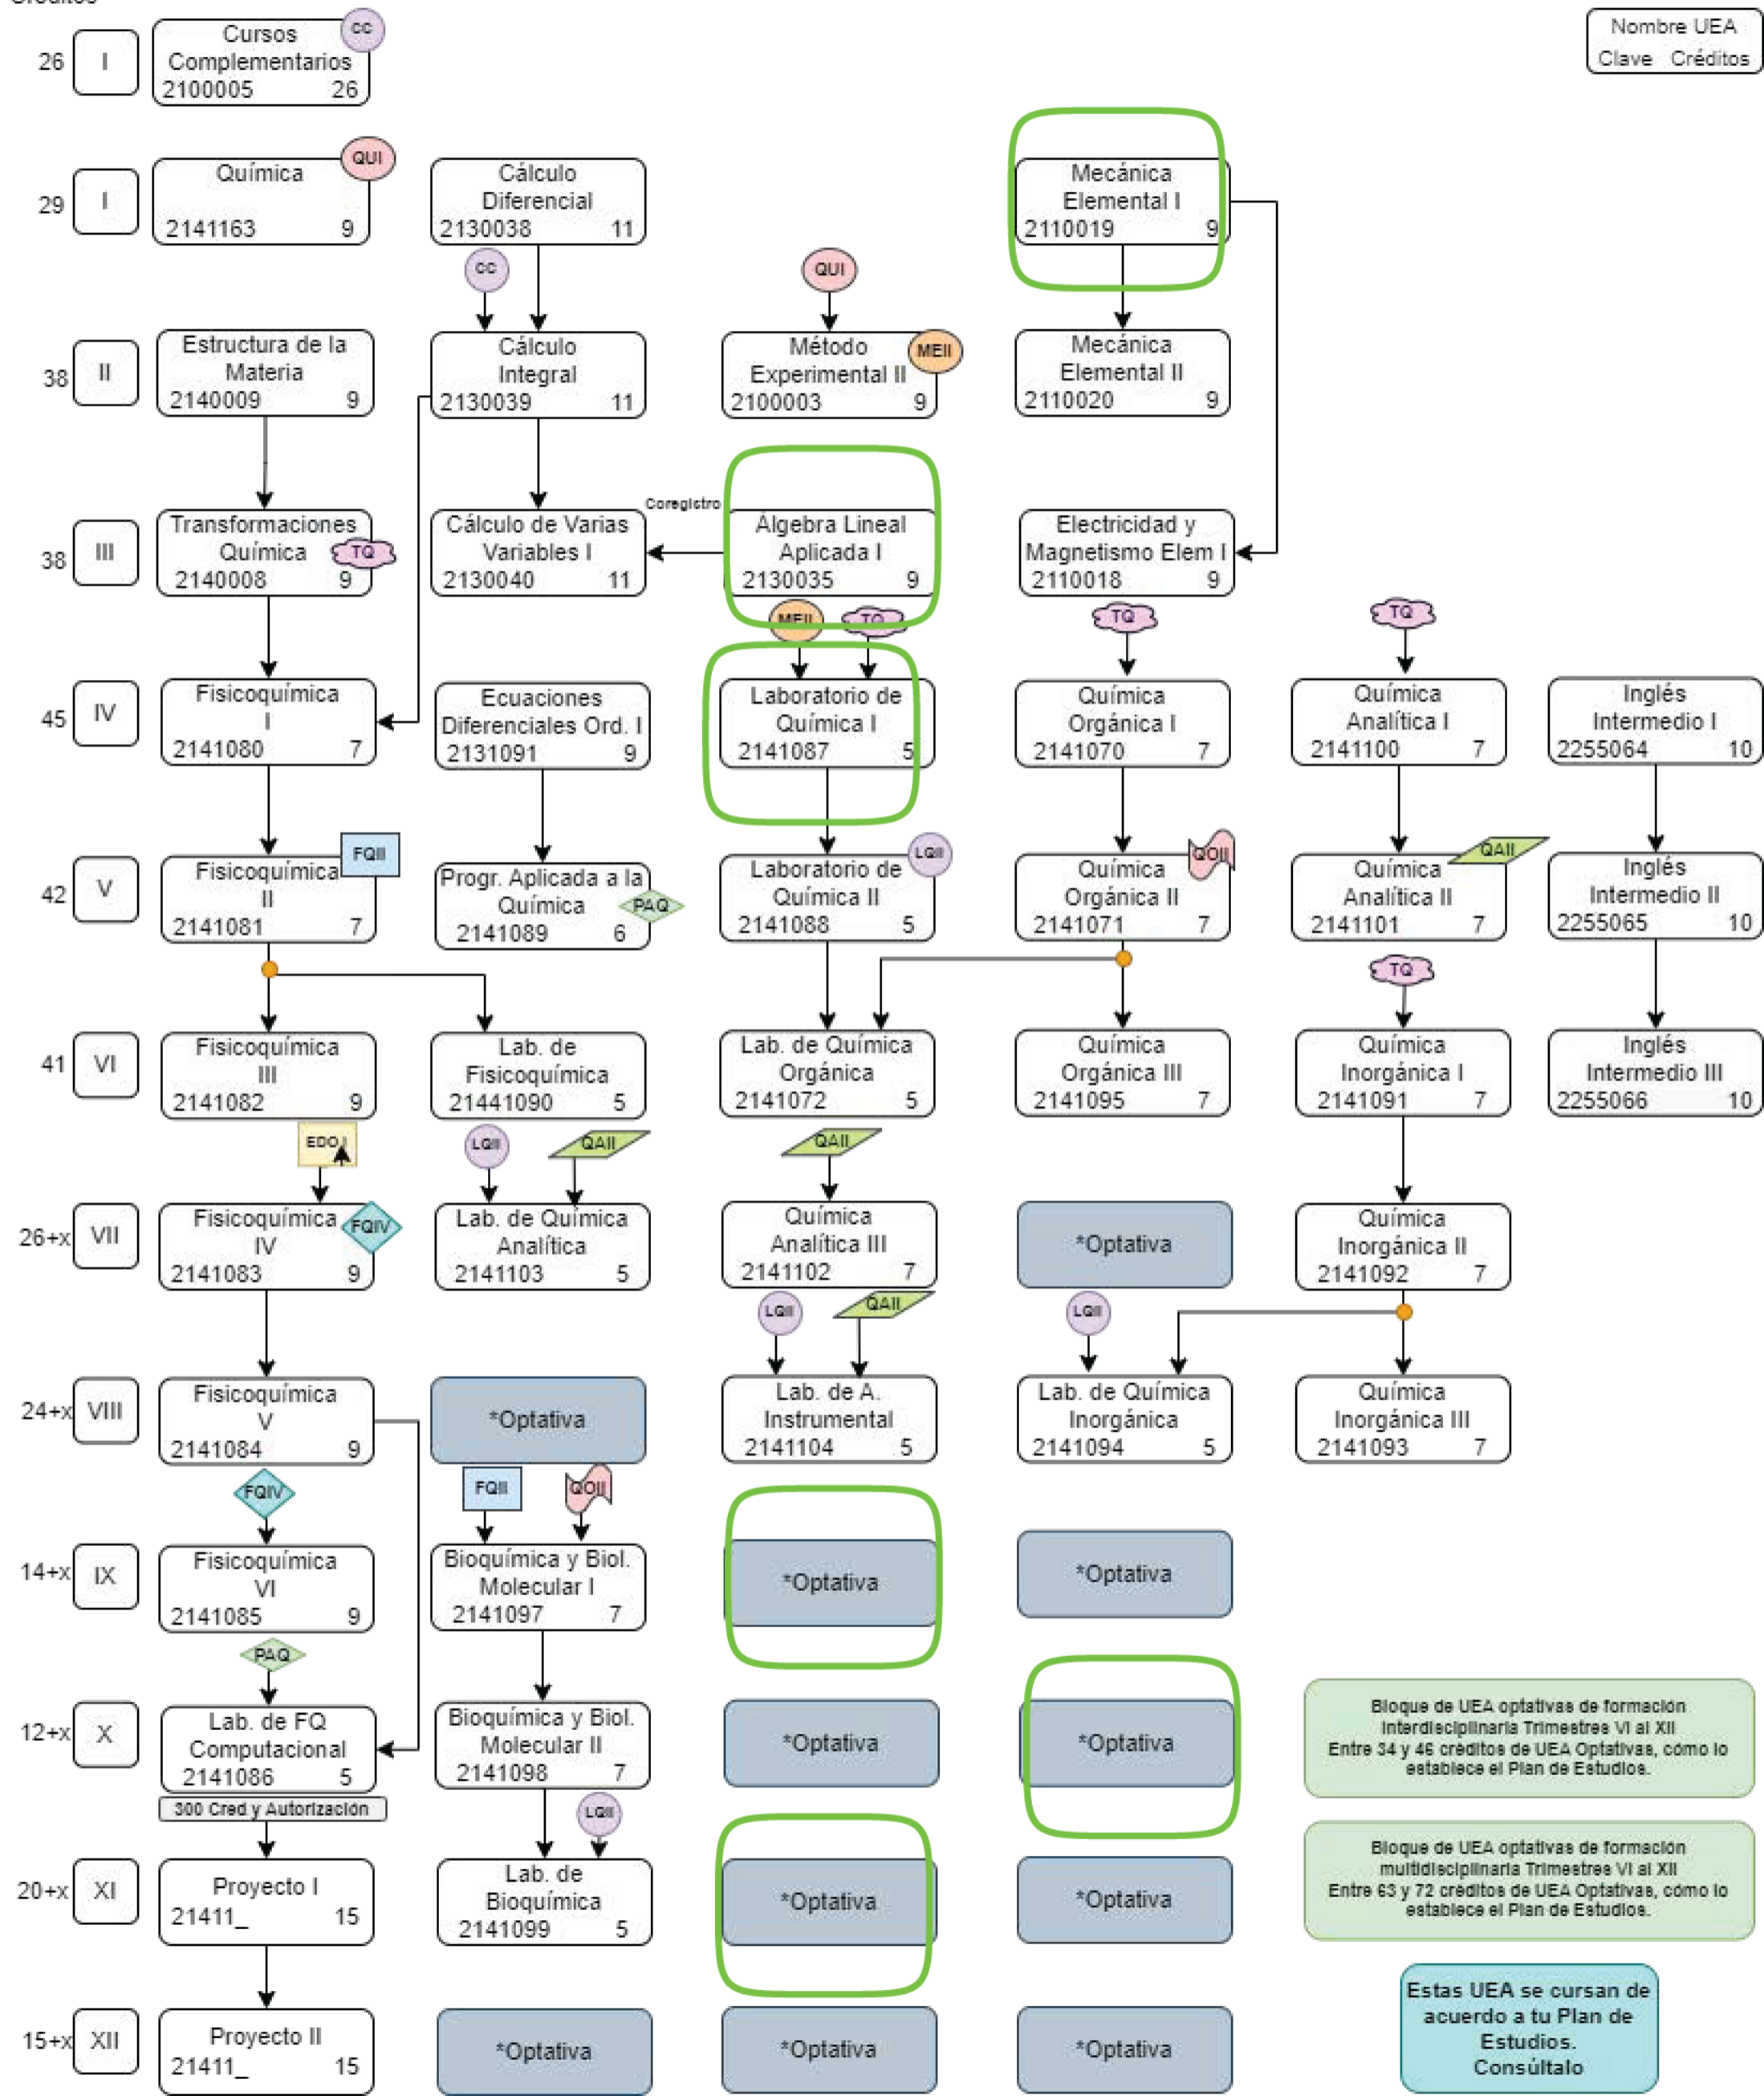 Créditos
Nombre UEA
Clave Créditos
26 I
Cursos
Complementarios
2100005 26
CC
29 I
Química
2141163 9
QUI
Cálculo
Diferencial
2130038 11
Mecánica
Elemental I
2110019 9
CC
QUI
38 II
Estructura de la
Materia
2140009 9
Cálculo
Integral
2130039 11
Método
Experimental II
2100003 9
MEII
Mecánica
Elemental II
2110020 9
38 III
Transformaciones
Química
2140008 9
TQ
Cálculo de Varias
Variables I
2130040 11
Coregistro
Álgebra Lineal
Aplicada I
2130035 9
Electricidad y
Magnetismo Elem I
2110018 9
MEII
TQ
TQ
TQ
45 IV
Fisicoquímica
I
2141080 7
Ecuaciones
Diferenciales Ord. I
2131091 9
Laboratorio de
Química I
2141087 5
Química
Orgánica I
2141070 7
Química
Analítica I
2141100 7
Inglés
Intermedio I
2255064 10
42 V
Fisicoquímica
II
2141081 7
FQII
Progr. Aplicada a la
Química
2141089 6
PAQ
Laboratorio de
Química II
2141088 5
LQII
Química
Orgánica II
2141071 7
QOII
Química
Analítica II
2141101 7
QAII
Inglés
Intermedio II
2255065 10
TQ
41 VI
Fisicoquímica
III
2141082 9
Lab. de
Fisicoquímica
21441090 5
Lab. de Química
Orgánica
2141072 5
Química
Orgánica III
2141095 7
Química
Inorgánica I
2141091 7
Inglés
Intermedio III
2255066 10
EDO I
LQII
QAII
QAII
26+x VII
Fisicoquímica
IV
2141083 9
FQIV
Lab. de Química
Analítica
2141103 5
Química
Analítica III
2141102 7
*Optativa
Química
Inorgánica II
2141092 7
LQII
QAII
LQII
24+x VIII
Fisicoquímica
V
2141084 9
*Optativa
Lab. de A.
Instrumental
2141104 5
Lab. de Química
Inorgánica
2141094 5
Química
Inorgánica III
2141093 7
FQIV
FQII
QOII
14+x IX
Fisicoquímica
VI
2141085 9
Bioquímica y Biol.
Molecular I
2141097 7
*Optativa
*Optativa
PAQ
12+x X
Lab. de FQ
Computacional
2141086 5
Bioquímica y Biol.
Molecular II
2141098 7
*Optativa
*Optativa
Bloque de UEA optativas de formación
interdisciplinaria Trimestres VI al XII
Entre 34 y 46 créditos de UEA Optativas, cómo lo
establece el Plan de Estudios.
300 Cred y Autorización
LQII
20+x XI
Proyecto I
21411_ 15
Lab. de
Bioquímica
2141099 5
*Optativa
*Optativa
Bloque de UEA optativas de formación
multidisciplinaria Trimestres VI al XII
Entre 63 y 72 créditos de UEA Optativas, cómo lo
establece el Plan de Estudios.
15+x XII
Proyecto II
21411_ 15
*Optativa
*Optativa
*Optativa
Estas UEA se cursan de
acuerdo a tu Plan de
Estudios.
Consúltalo